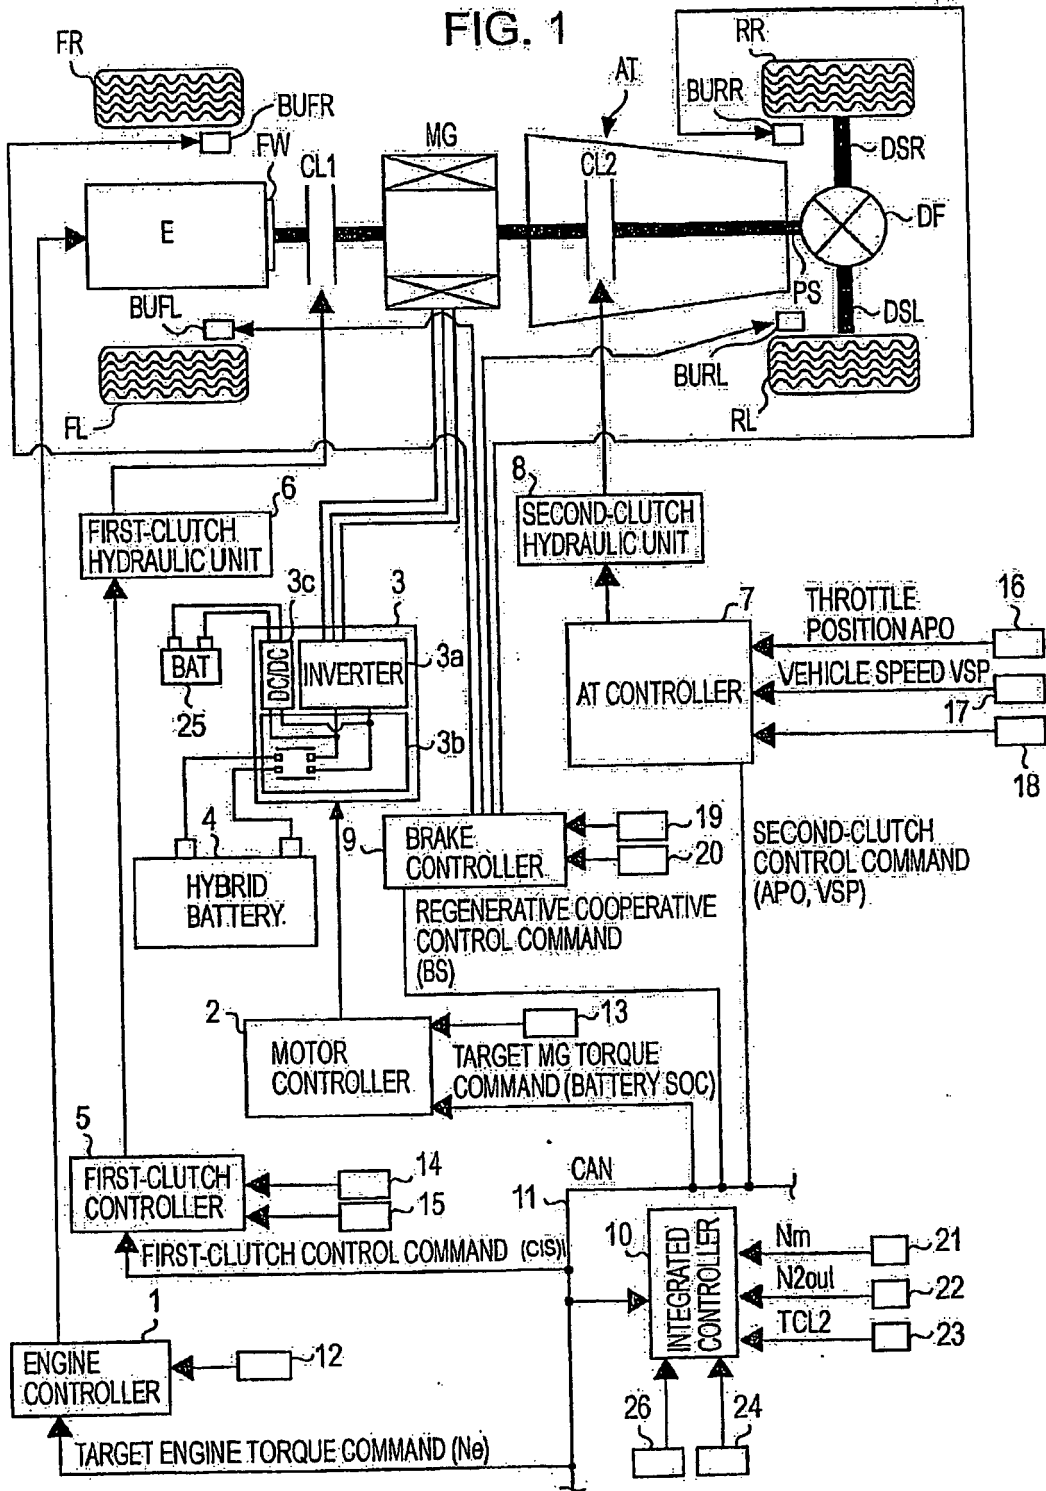 FIG. 1
FR
RR
AT
BURR
BUFR
FW
MG
CL1
CL2
DSR
E
DF
BUFL
PS
DSL
BURL
FL
RL
6
8
FIRST-CLUTCH
HYDRAULIC UNIT
SECOND-CLUTCH
HYDRAULIC UNIT
3c
3
7
16
THROTTLE
POSITION APO
BAT
DC/DC
INVERTER
3a
AT CONTROLLER
VEHICLE SPEED VSP
25
17
3b
18
4
9
19
BRAKE
CONTROLLER
20
SECOND-CLUTCH
CONTROL COMMAND
(APO, VSP)
HYBRID
BATTERY.
REGENERATIVE COOPERATIVE
CONTROL COMMAND
(BS)
2
13
MOTOR
CONTROLLER
TARGET MG TORQUE
COMMAND (BATTERY SOC)
5
FIRST-CLUTCH
CONTROLLER
14
15
CAN
11
10
INTEGRATED
CONTROLLER
Nm
21
FIRST-CLUTCH CONTROL COMMAND (CIS)
N2out
22
1
TCL2
23
ENGINE
CONTROLLER
12
26
24
TARGET ENGINE TORQUE COMMAND (Ne)